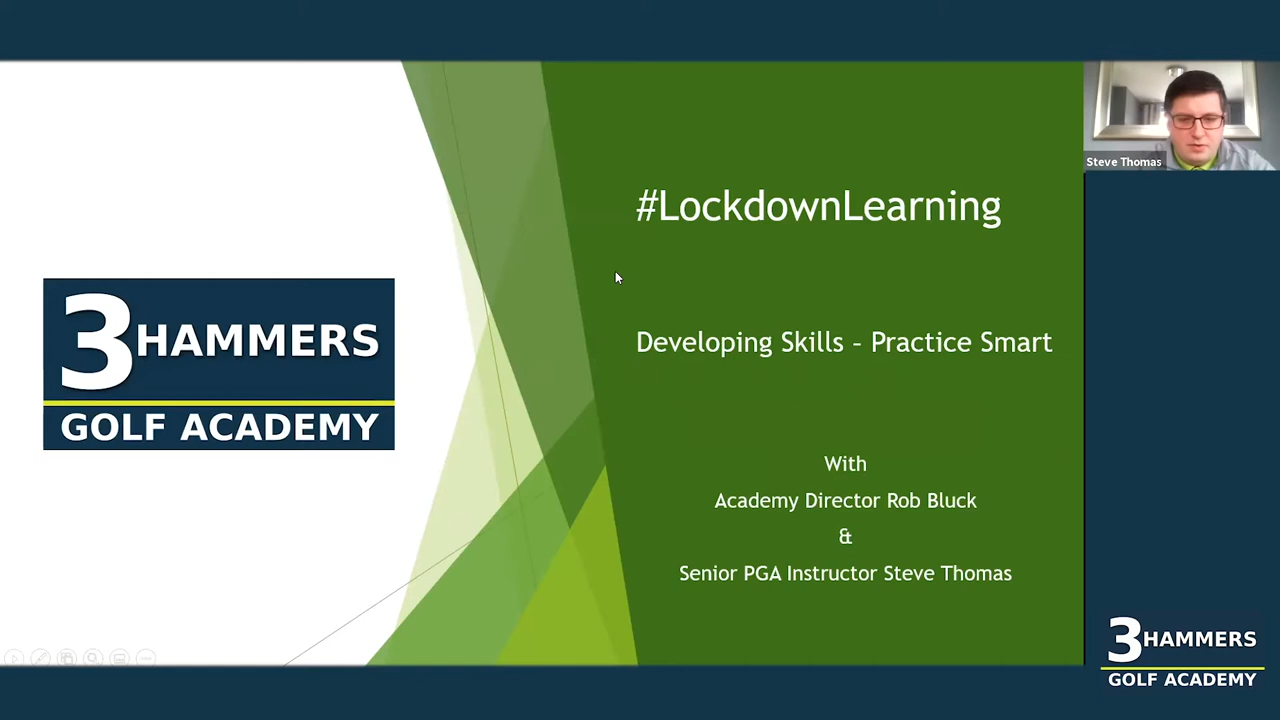 #LockdownLearning
Steve Thomas
3 HAMMERS
GOLF ACADEMY
Developing Skills – Practice Smart
With
Academy Director Rob Bluck
&
Senior PGA Instructor Steve Thomas
3 HAMMERS
GOLF ACADEMY